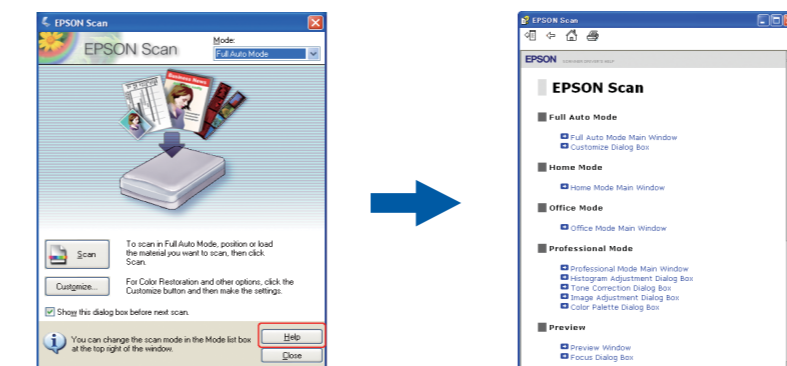 EPSON Scan
EPSON Scan
Mode:
Full Auto Mode
Business News
Scan
To scan in Full Auto Mode, position or load
the material you want to scan, then click
Scan.
Customize...
For Color Restoration and other options, click the
Customize button and then make the settings.
Show this dialog box before next scan.
You can change the scan mode in the Mode list box
at the top right of the window.
Help
Close
EPSON Scan
EPSON
EPSON Scan
Full Auto Mode
Full Auto Mode Main Window
Customize Dialog Box
Home Mode
Home Mode Main Window
Office Mode
Office Mode Main Window
Professional Mode
Professional Mode Main Window
Histogram Adjustment Dialog Box
Tone Correction Dialog Box
Image Adjustment Dialog Box
Color Palette Dialog Box
Preview
Preview Window
Focus Dialog Box